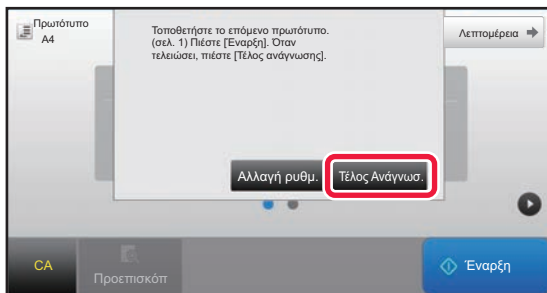 Πρωτότυπο
A4
Τοποθετήστε το επόμενο πρωτότυπο.
(σελ. 1) Πιέστε [Έναρξη]. Όταν
τελειώσει, πιέστε [Τέλος ανάγνωσης].
Λεπτομέρεια
Αλλαγή ρυθμ.
Τέλος Ανάγνωσ.
CA
Προεπισκόπ
Έναρξη